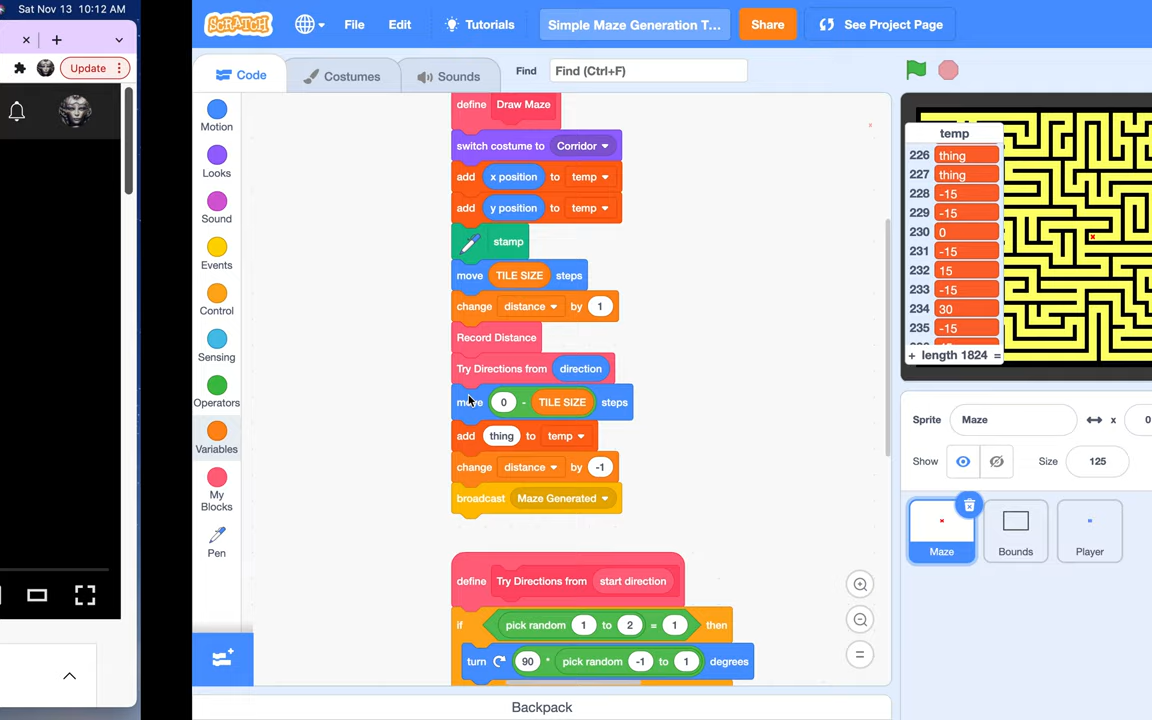 Sat Nov 13 10:12 AM
Update
SCRATCH
File
Edit
Tutorials
Simple Maze Generation T...
Share
See Project Page
Code
Costumes
Sounds
Find
Find (Ctrl+F)
Motion
Looks
Sound
Events
Control
Sensing
Operators
Variables
My
Blocks
Pen
define Draw Maze
switch costume to Corridor
add x position to temp
add y position to temp
stamp
move TILE SIZE steps
change distance by 1
Record Distance
Try Directions from direction
move 0 - TILE SIZE steps
add thing to temp
change distance by -1
broadcast Maze Generated
define Try Directions from start direction
if pick random 1 to 2 = 1 then
turn 90 * pick random -1 to 1 degrees
Backpack
temp
226 thing
227 thing
228 -15
229 -15
230 0
231 -15
232 15
233 -15
234 30
235 -15
+ length 1824 =
Sprite Maze x 0
Show Size 125
Maze
Bounds
Player